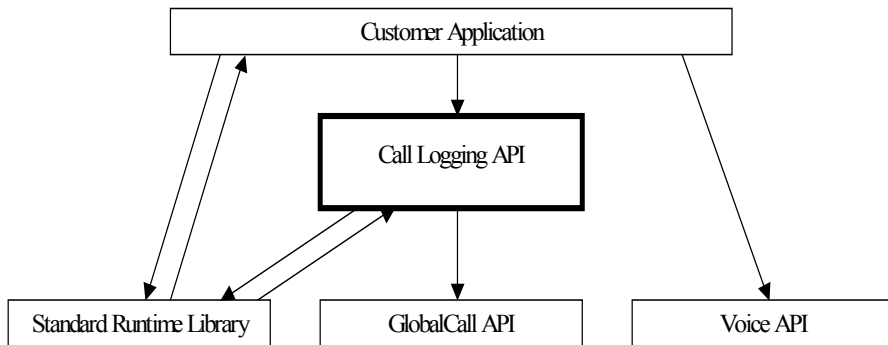 Customer Application
Call Logging API
Standard Runtime Library
GlobalCall API
Voice API